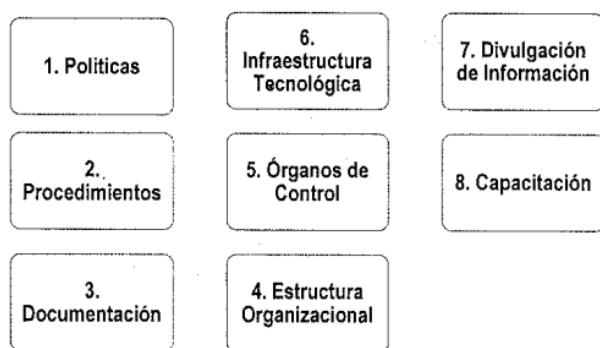 1. Politicas
2.
Procedimientos
3.
Documentación
4. Estructura
Organizacional
5. Órganos de
Control
6.
Infraestructura
Tecnológica
7. Divulgación
de Información
8. Capacitación